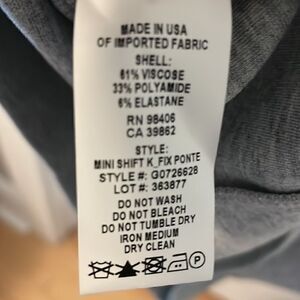 MADE IN USA
OF IMPORTED FABRIC
SHELL:
61% VISCOSE
33% POLYAMIDE
6% ELASTANE
RN 98406
CA 39862
STYLE:
MINI SHIFT K_FIX PONTE
STYLE #: G0726628
LOT #: 363877
DO NOT WASH
DO NOT BLEACH
DO NOT TUMBLE DRY
IRON MEDIUM
DRY CLEAN
P